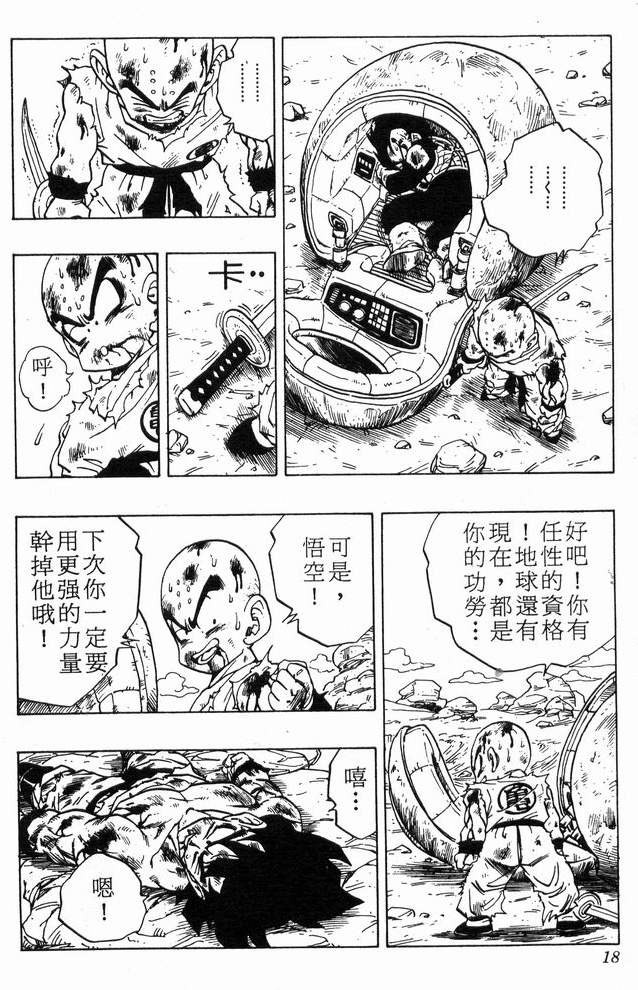 ………
………
卡‥
呼！
好吧！你有
任性的資格
！地球還有
現在，都是
你的功勞…
可是，
悟空！
下次你一定要
用更强的力量
幹掉他哦！
龜
嘻…
嗯！
18